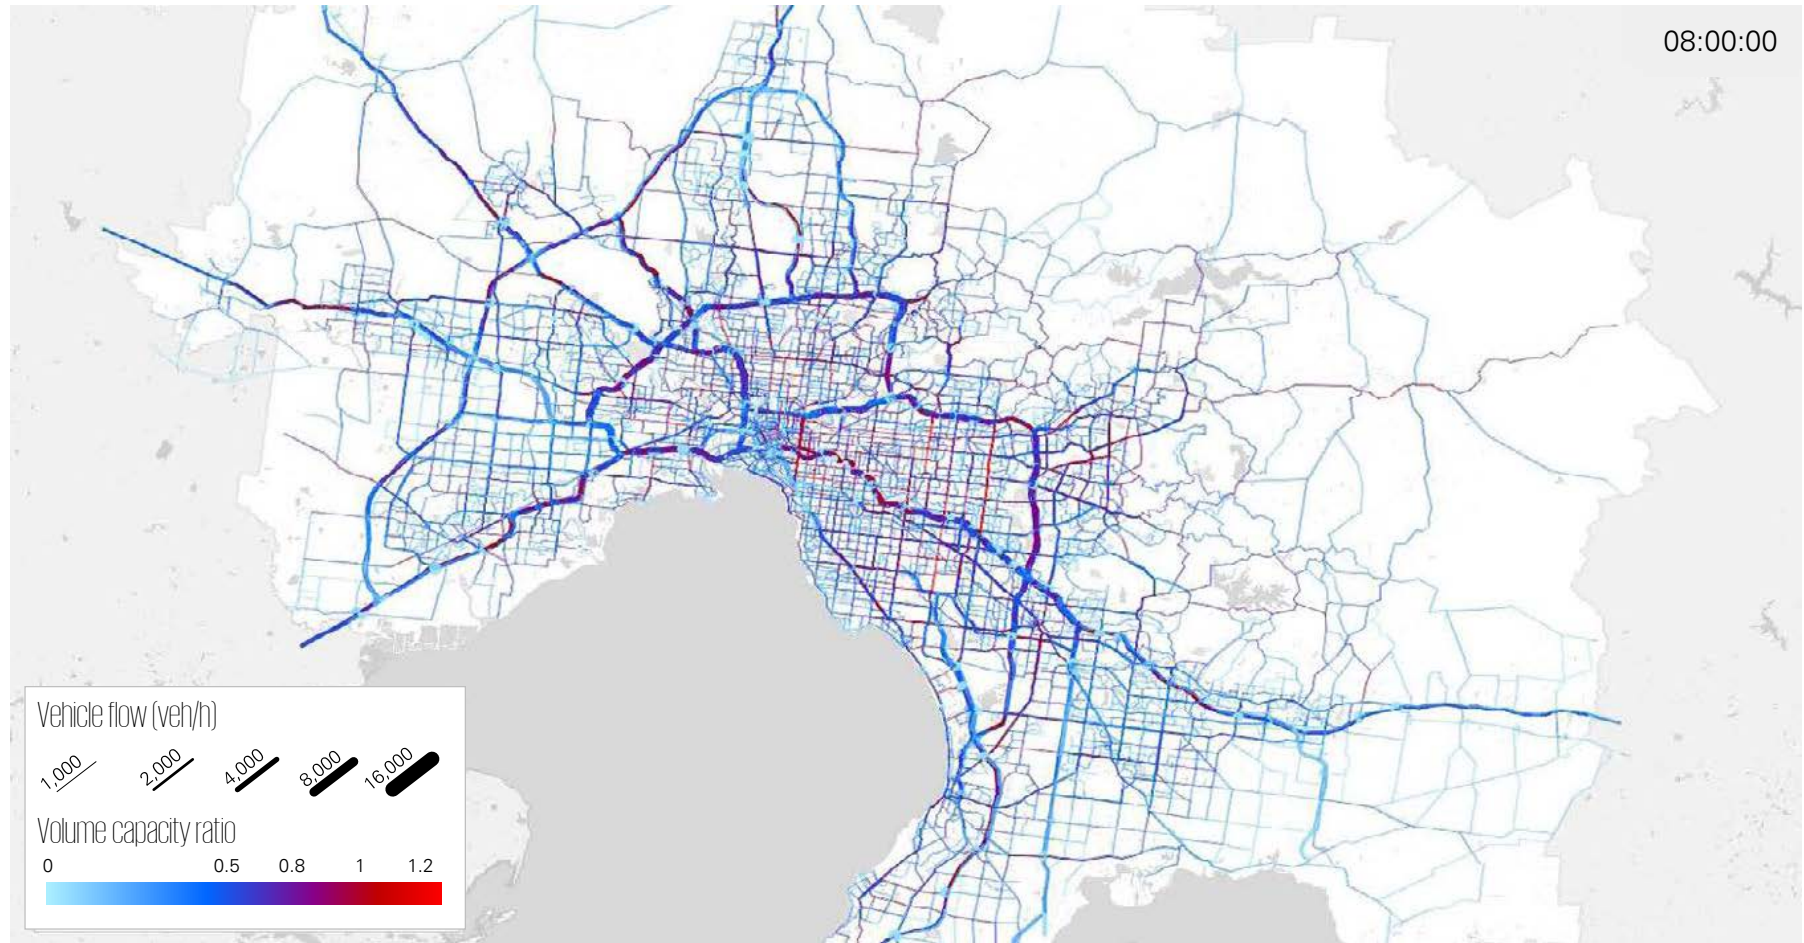 08:00:00
Vehicle flow (veh/h)
1,000 2,000 4,000 8,000 16,000
Volume capacity ratio
0 0.5 0.8 1 1.2